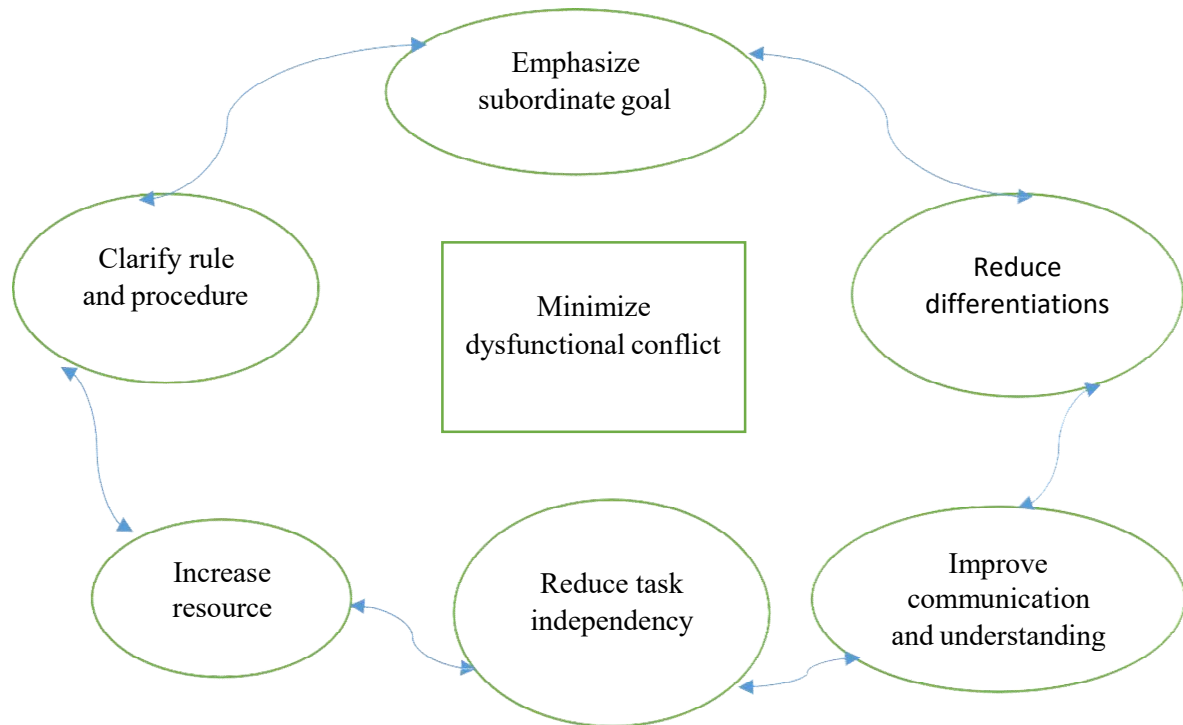 Emphasize
subordinate goal
Clarify rule
and procedure
Reduce
differentiations
Minimize
dysfunctional conflict
Increase
resource
Reduce task
independency
Improve
communication
and understanding